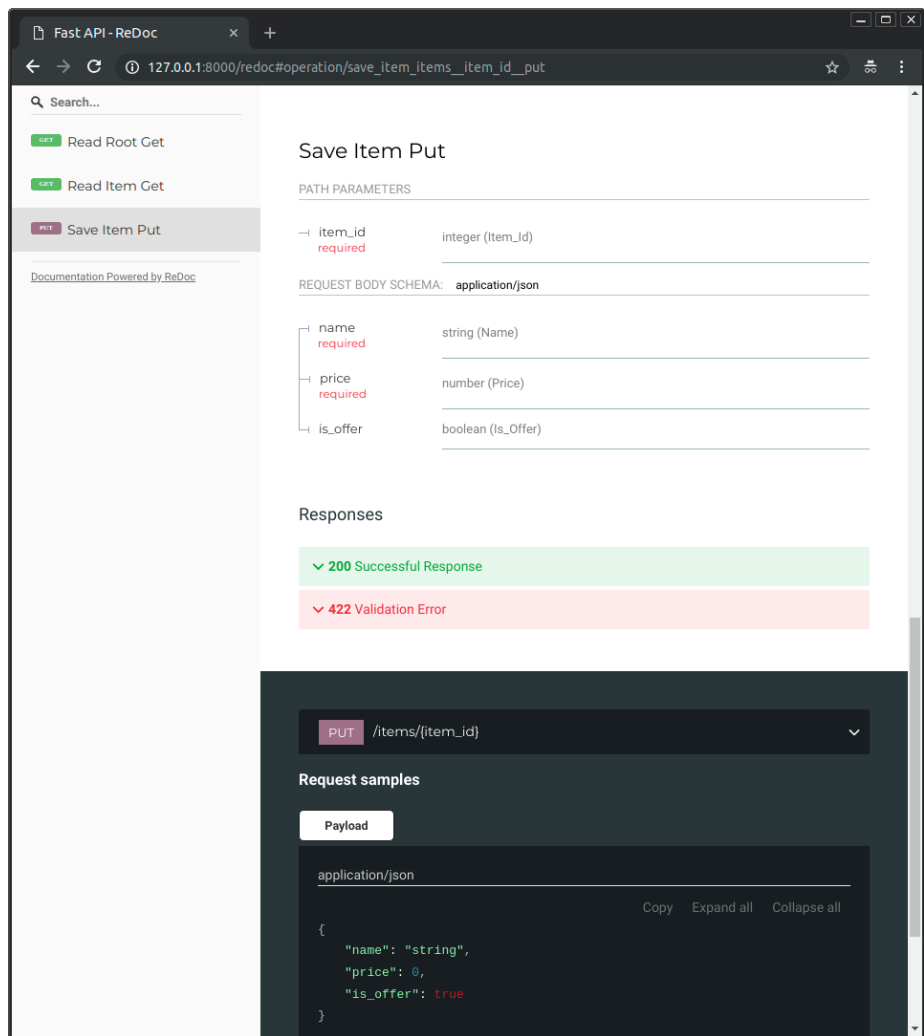 Fast API - ReDoc
127.0.0.1:8000/redoc#operation/save_item_items__item_id__put
Search...
GET Read Root Get
GET Read Item Get
PUT Save Item Put
Documentation Powered by ReDoc
Save Item Put
PATH PARAMETERS
item_id
required
integer (Item_Id)
REQUEST BODY SCHEMA: application/json
name
required
string (Name)
price
required
number (Price)
is_offer
boolean (Is_Offer)
Responses
200 Successful Response
422 Validation Error
PUT /items/{item_id}
Request samples
Payload
application/json
Copy Expand all Collapse all
{
"name": "string",
"price": 0,
"is_offer": true
}